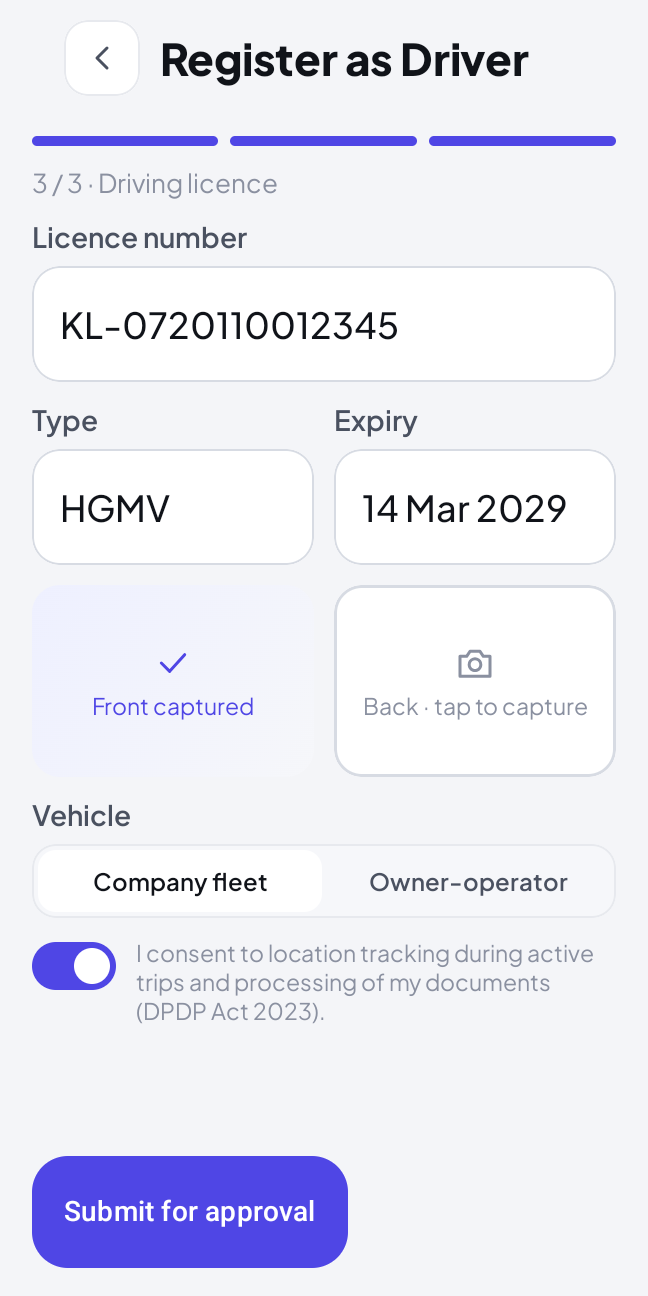 Register as Driver
3 / 3 · Driving licence
Licence number
KL-0720110012345
Type
Expiry
HGMV
14 Mar 2029
Front captured
Back · tap to capture
Vehicle
Company fleet
Owner-operator
I consent to location tracking during active
trips and processing of my documents
(DPDP Act 2023).
Submit for approval